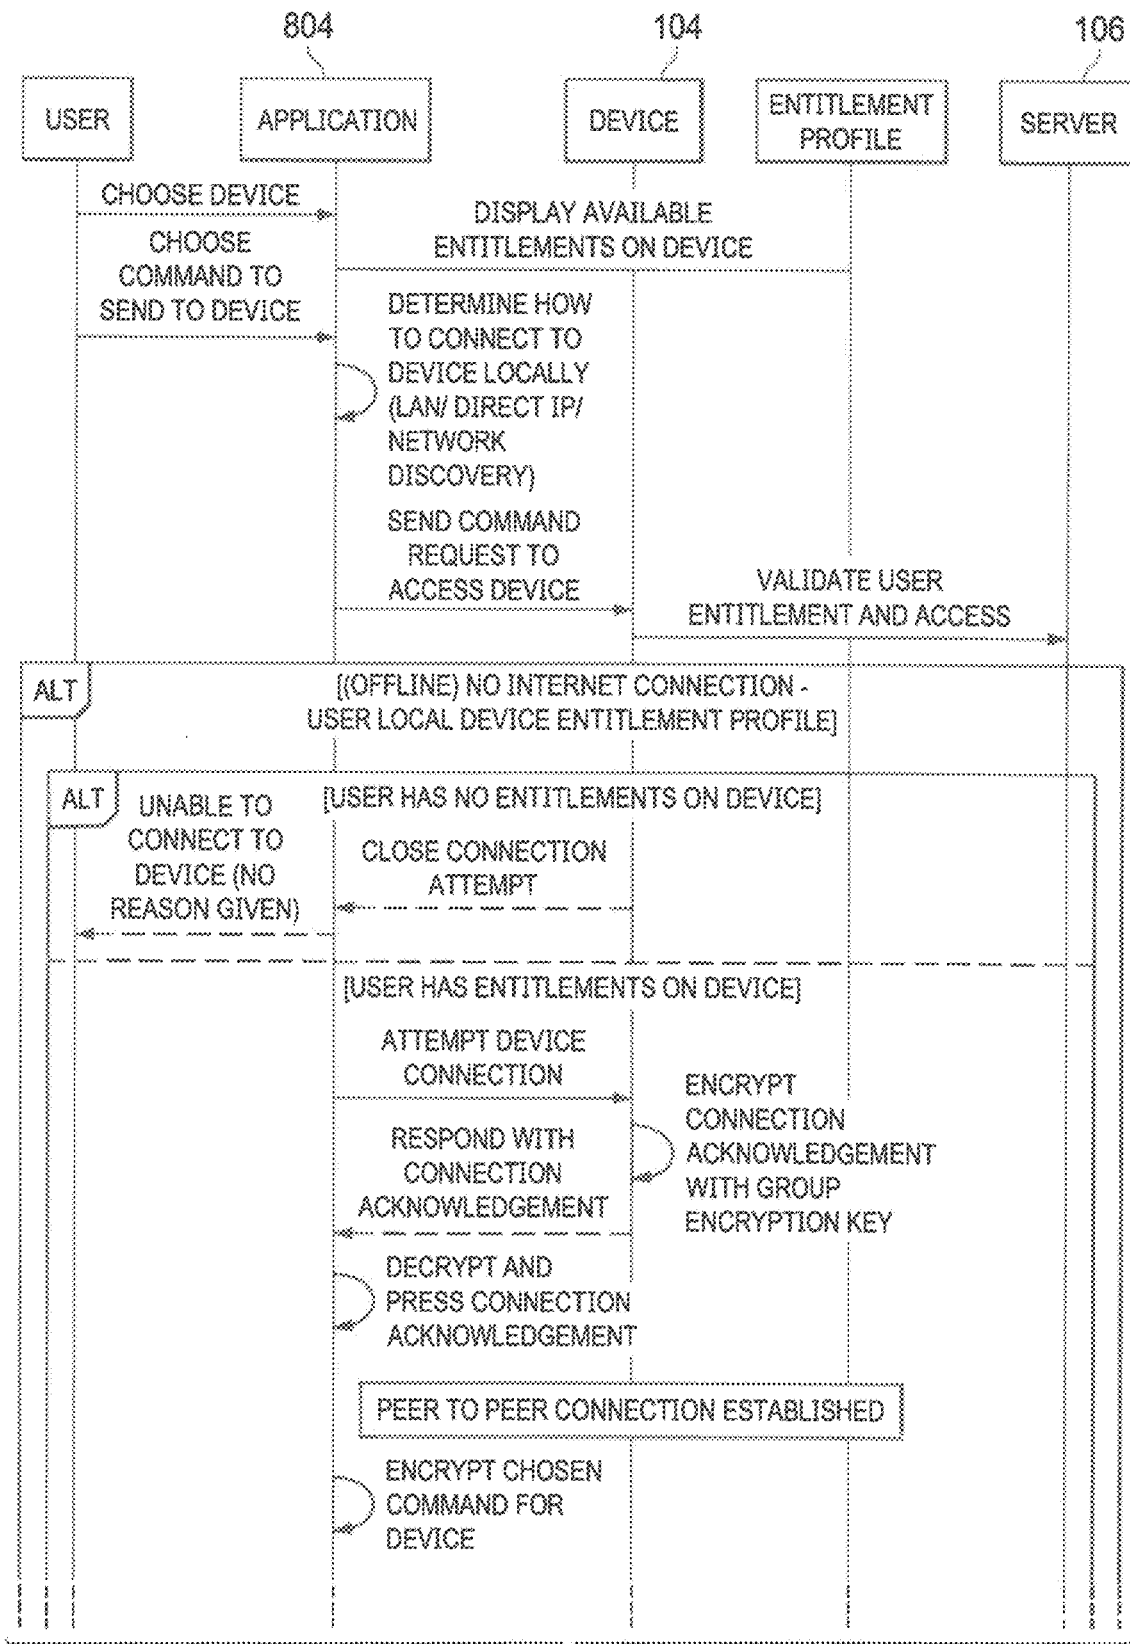 804
104
106
USER
APPLICATION
DEVICE
ENTITLEMENT
PROFILE
SERVER
CHOOSE DEVICE
DISPLAY AVAILABLE
ENTITLEMENTS ON DEVICE
CHOOSE
COMMAND TO
SEND TO DEVICE
DETERMINE HOW
TO CONNECT TO
DEVICE LOCALLY
(LAN/ DIRECT IP/
NETWORK
DISCOVERY)
SEND COMMAND
REQUEST TO
ACCESS DEVICE
VALIDATE USER
ENTITLEMENT AND ACCESS
ALT
[(OFFLINE) NO INTERNET CONNECTION -
USER LOCAL DEVICE ENTITLEMENT PROFILE]
ALT
[USER HAS NO ENTITLEMENTS ON DEVICE]
UNABLE TO
CONNECT TO
DEVICE (NO
REASON GIVEN)
CLOSE CONNECTION
ATTEMPT
[USER HAS ENTITLEMENTS ON DEVICE]
ATTEMPT DEVICE
CONNECTION
ENCRYPT
CONNECTION
ACKNOWLEDGEMENT
WITH GROUP
ENCRYPTION KEY
RESPOND WITH
CONNECTION
ACKNOWLEDGEMENT
DECRYPT AND
PRESS CONNECTION
ACKNOWLEDGEMENT
PEER TO PEER CONNECTION ESTABLISHED
ENCRYPT CHOSEN
COMMAND FOR
DEVICE